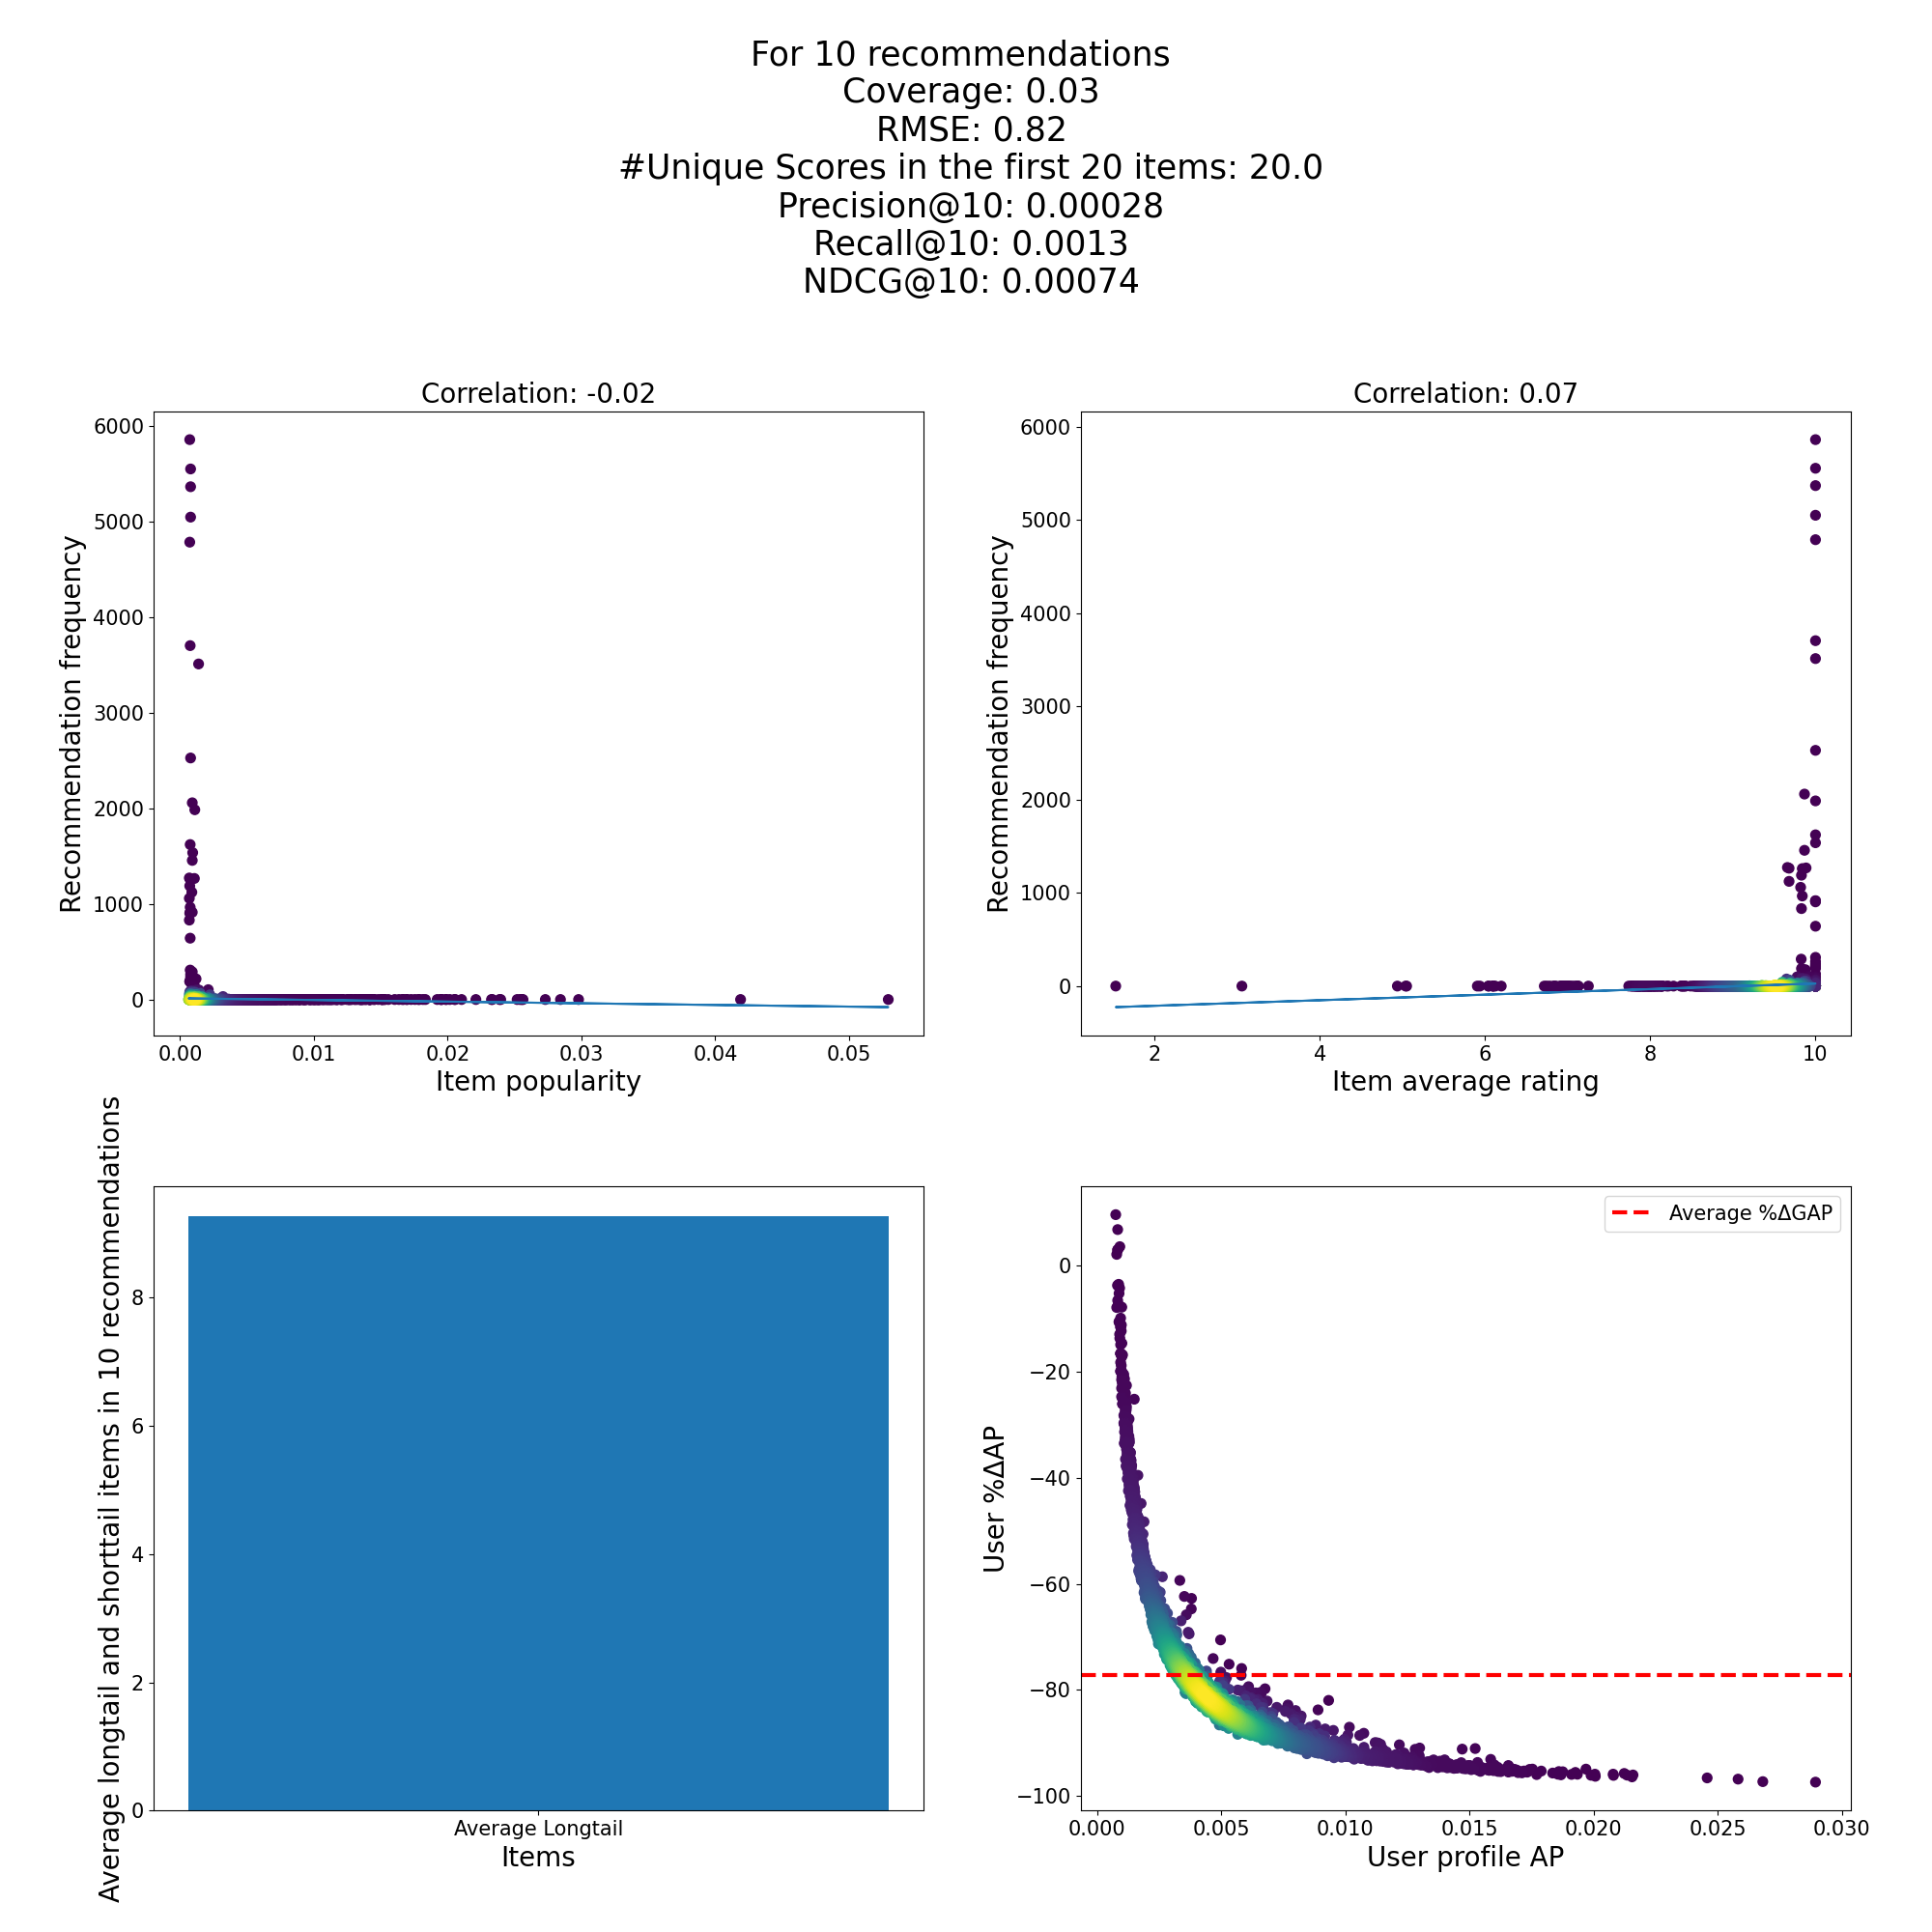 For 10 recommendations
Coverage: 0.03
RMSE: 0.82
#Unique Scores in the first 20 items: 20.0
Precision@10: 0.00028
Recall@10: 0.0013
NDCG@10: 0.00074
Correlation: -0.02
6000
5000
4000
3000
2000
1000
0
Recommendation frequency
0.00 0.01 0.02 0.03 0.04 0.05
Item popularity
Correlation: 0.07
6000
5000
4000
3000
2000
1000
0
Recommendation frequency
2 4 6 8 10
Item average rating
8
6
4
2
0
Average longtail and shorttail items in 10 recommendations
Average Longtail
Items
Average %ΔGAP
0
−20
−40
−60
−80
−100
User %ΔAP
0.000 0.005 0.010 0.015 0.020 0.025 0.030
User profile AP